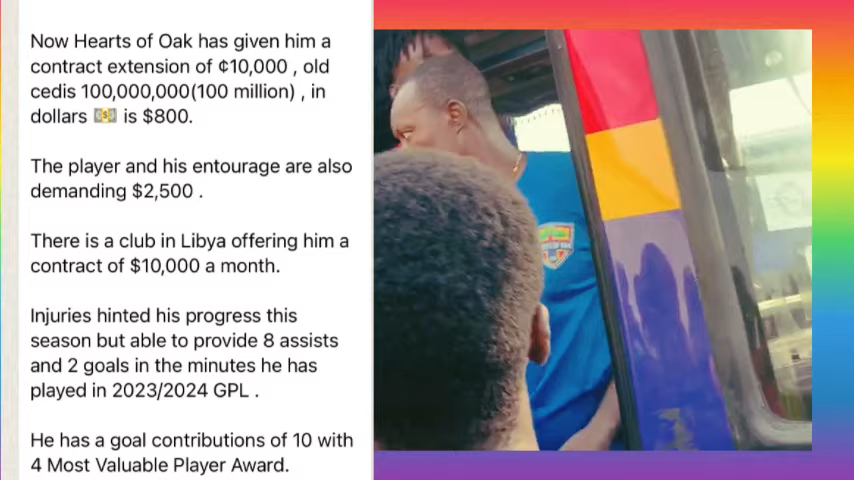 Now Hearts of Oak has given him a
contract extension of ¢10,000 , old
cedis 100,000,000(100 million) , in
dollars 💵 is $800.
The player and his entourage are also
demanding $2,500 .
There is a club in Libya offering him a
contract of $10,000 a month.
Injuries hinted his progress this
season but able to provide 8 assists
and 2 goals in the minutes he has
played in 2023/2024 GPL .
He has a goal contributions of 10 with
4 Most Valuable Player Award.